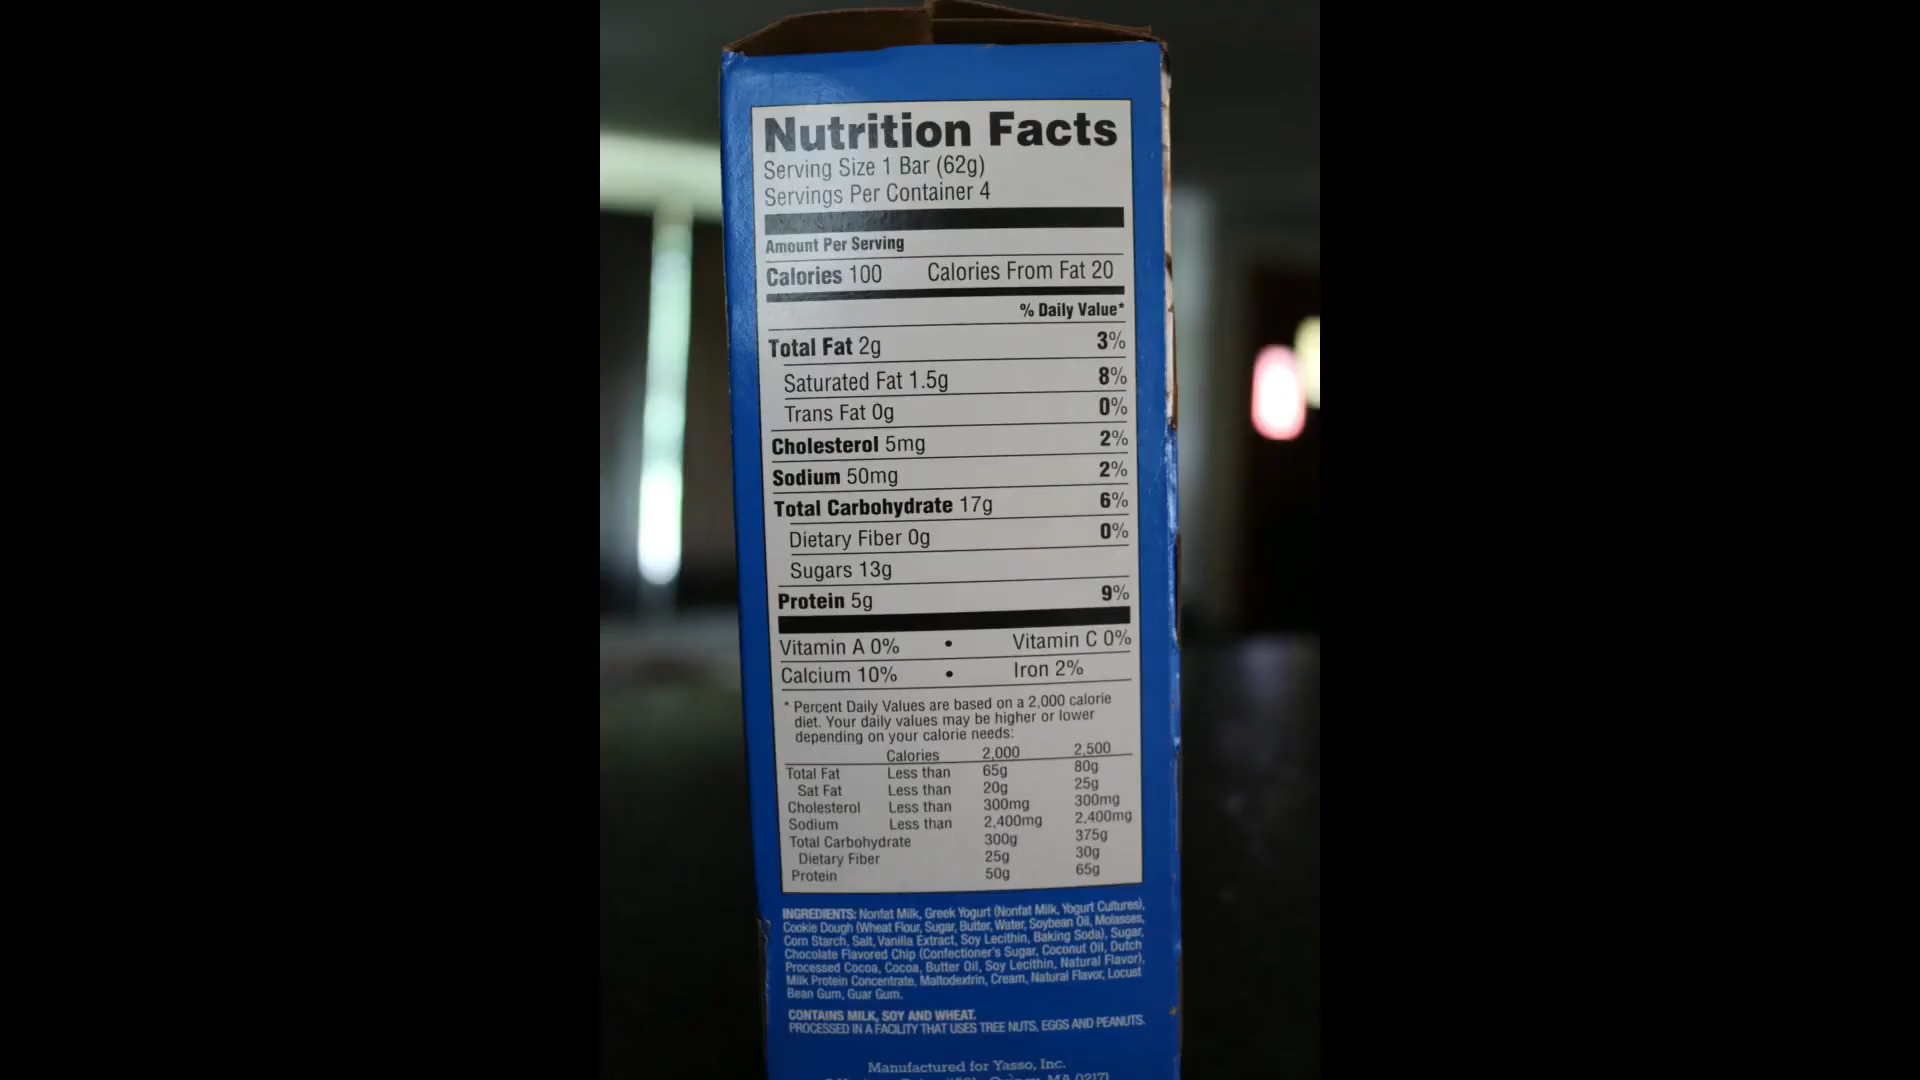 Nutrition Facts
Serving Size 1 Bar (62g)
Servings Per Container 4
Amount Per Serving
Calories 100 Calories From Fat 20
% Daily Value*
Total Fat 2g 3%
Saturated Fat 1.5g 8%
Trans Fat 0g 0%
Cholesterol 5mg 2%
Sodium 50mg 2%
Total Carbohydrate 17g 6%
Dietary Fiber 0g 0%
Sugars 13g
Protein 5g 9%
Vitamin A 0% • Vitamin C 0%
Calcium 10% • Iron 2%
* Percent Daily Values are based on a 2,000 calorie
diet. Your daily values may be higher or lower
depending on your calorie needs:
Calories 2,000 2,500
Total Fat Less than 65g 80g
Sat Fat Less than 20g 25g
Cholesterol Less than 300mg 300mg
Sodium Less than 2,400mg 2,400mg
Total Carbohydrate 300g 375g
Dietary Fiber 25g 30g
Protein 50g 65g
INGREDIENTS: Nonfat Milk, Greek Yogurt (Nonfat Milk, Yogurt Cultures),
Cookie Dough (Wheat Flour, Sugar, Butter, Water, Soybean Oil, Molasses,
Corn Starch, Salt, Vanilla Extract, Soy Lecithin, Baking Soda), Sugar,
Chocolate Flavored Chip (Confectioner's Sugar, Coconut Oil, Dutch
Processed Cocoa, Cocoa, Butter Oil, Soy Lecithin, Natural Flavor),
Milk Protein Concentrate, Maltodextrin, Cream, Natural Flavor, Locust
Bean Gum, Guar Gum.
CONTAINS MILK, SOY AND WHEAT.
PROCESSED IN A FACILITY THAT USES TREE NUTS, EGGS AND PEANUTS.
Manufactured for Yasso, Inc.
MA 02171